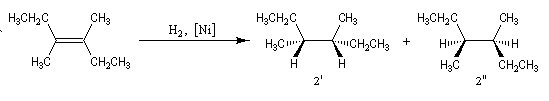 H₃CH₂C CH₃
H₃C CH₂CH₃
H₂, [Ni]
H₃CH₂C CH₃
H₃C CH₂CH₃
H H
2'
+
H₃CH₂C CH₃
H H
H₃C CH₂CH₃
2"